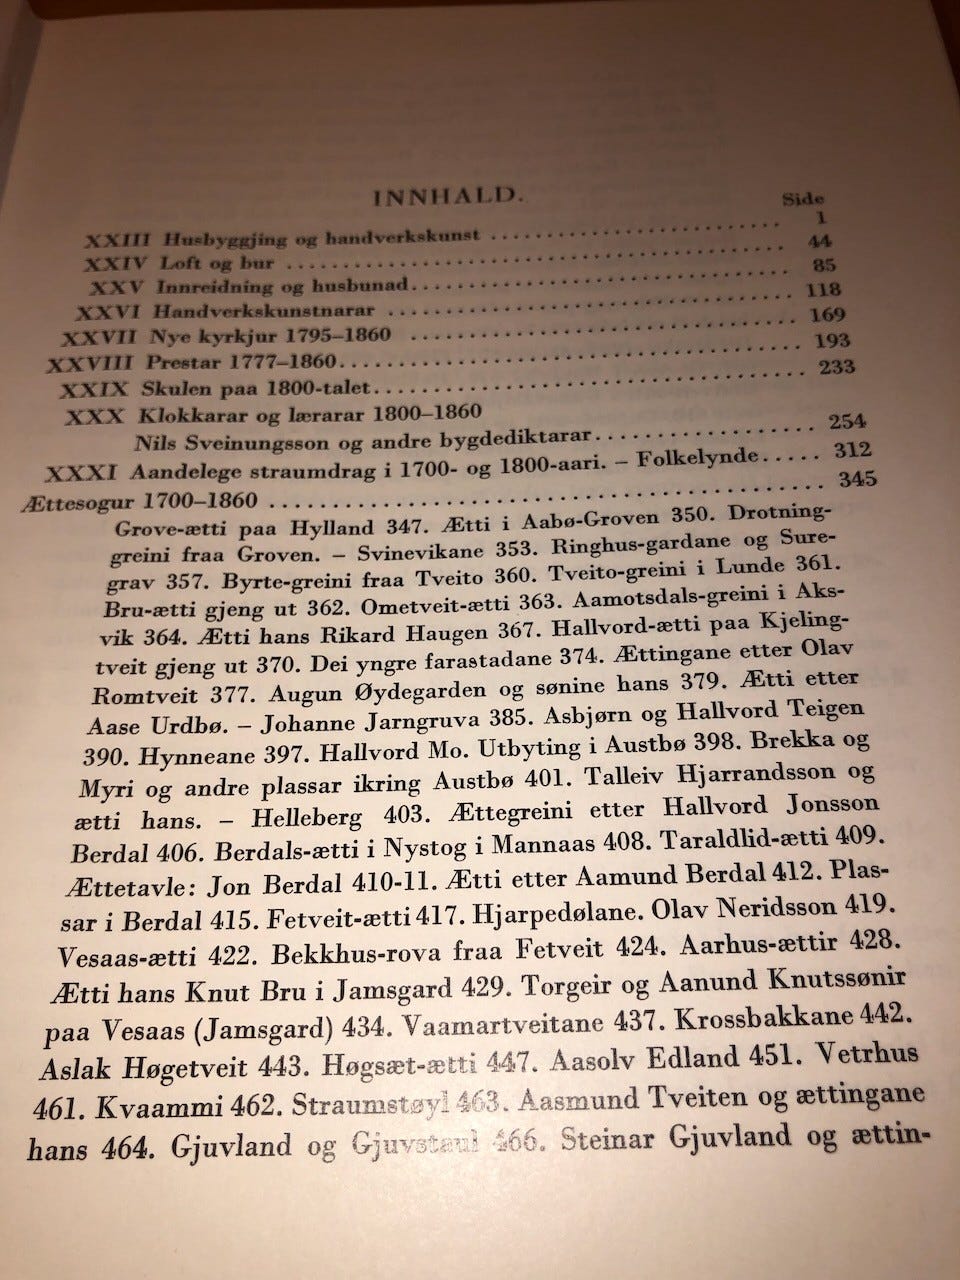 INNHALD.
Side
XXIII Husbyggjing og handverkskunst ........................................ 1
XXIV Loft og bur ........................................ 44
XXV Innreidning og husbunad........................................ 85
XXVI Handverkskunstnarar ........................................ 118
XXVII Nye kyrkjur 1795–1860 ........................................ 169
XXVIII Prestar 1777–1860........................................ 193
XXIX Skulen paa 1800-talet........................................ 233
XXX Klokkarar og lærarar 1800–1860
Nils Sveinungsson og andre bygdediktarar.................... 254
XXXI Aandelege straumdrag i 1700- og 1800-aari. – Folkelynde..... 312
Ættesogur 1700–1860 ........................................ 345
Grove-ætti paa Hylland 347. Ætti i Aabø-Groven 350. Drotning-
greini fraa Groven. – Svinevikane 353. Ringhus-gardane og Sure-
grav 357. Byrte-greini fraa Tveito 360. Tveito-greini i Lunde 361.
Bru-ætti gjeng ut 362. Ometveit-ætti 363. Aamotsdals-greini i Aks-
vik 364. Ætti hans Rikard Haugen 367. Hallvord-ætti paa Kjeling-
tveit gjeng ut 370. Dei yngre farastadane 374. Ættingane etter Olav
Romtveit 377. Augun Øydegarden og sønine hans 379. Ætti etter
Aase Urdbø. – Johanne Jarngruva 385. Asbjørn og Hallvord Teigen
390. Hynneane 397. Hallvord Mo. Utbyting i Austbø 398. Brekka og
Myri og andre plassar ikring Austbø 401. Talleiv Hjarrandsson og
ætti hans. – Helleberg 403. Ættegreini etter Hallvord Jonsson
Berdal 406. Berdals-ætti i Nystog i Mannaas 408. Taraldlid-ætti 409.
Ættetavle: Jon Berdal 410-11. Ætti etter Aamund Berdal 412. Plas-
sar i Berdal 415. Fetveit-ætti 417. Hjarpedølane. Olav Neridsson 419.
Vesaas-ætti 422. Bekkhus-rova fraa Fetveit 424. Aarhus-ættir 428.
Ætti hans Knut Bru i Jamsgard 429. Torgeir og Aanund Knutssønir
paa Vesaas (Jamsgard) 434. Vaamartveitane 437. Krossbakkane 442.
Aslak Høgetveit 443. Høgsæt-ætti 447. Aasolv Edland 451. Vetrhus
461. Kvaammi 462. Straumstøyl 463. Aasmund Tveiten og ættingane
hans 464. Gjuvland og Gjuvstaul 466. Steinar Gjuvland og ættin-